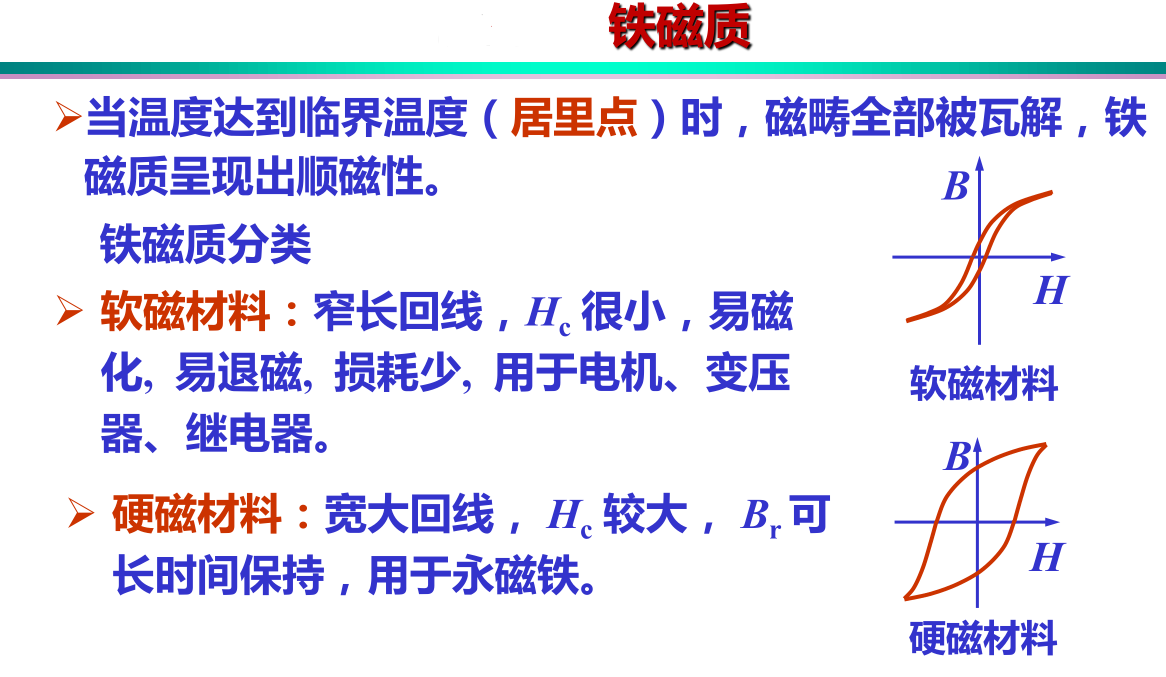 铁磁质
➢当温度达到临界温度（居里点）时，磁畴全部被瓦解，铁
磁质呈现出顺磁性。
铁磁质分类
➢ 软磁材料：窄长回线，Hc 很小，易磁
化, 易退磁, 损耗少, 用于电机、变压
器、继电器。
➢ 硬磁材料：宽大回线， Hc 较大， Br 可
长时间保持，用于永磁铁。
B
H
软磁材料
B
H
硬磁材料